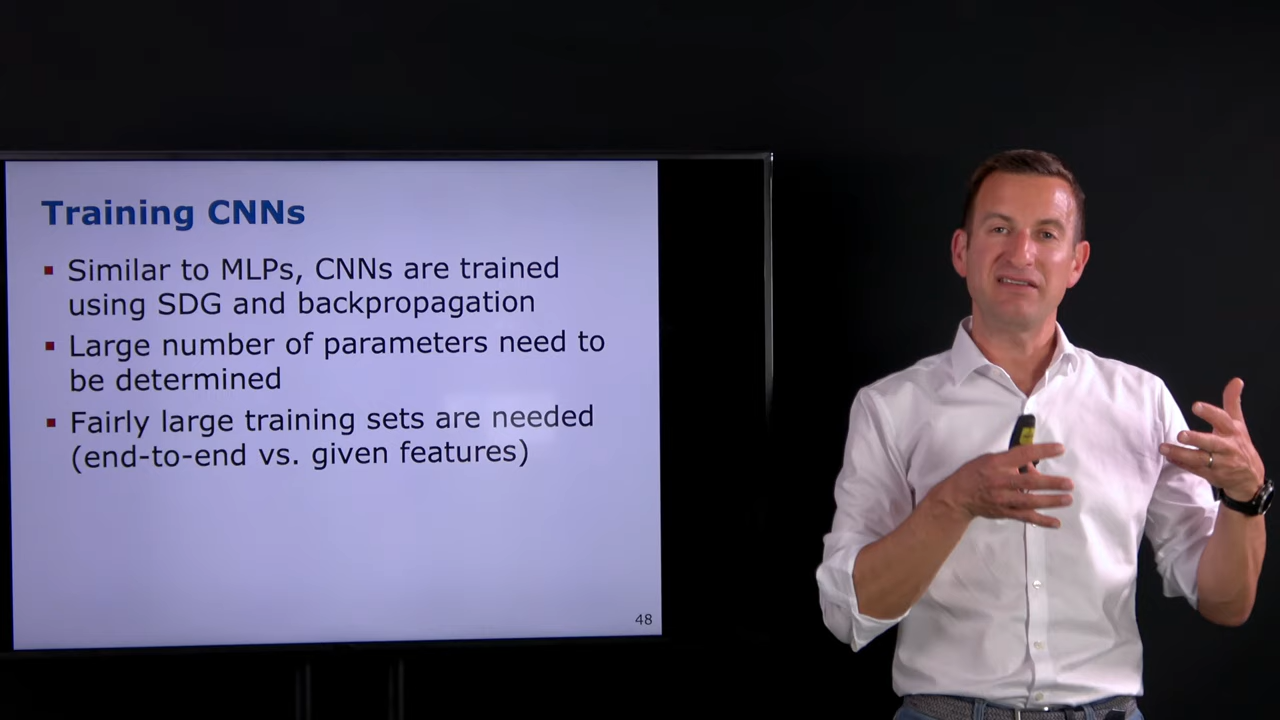 Training CNNs
Similar to MLPs, CNNs are trained
using SDG and backpropagation
Large number of parameters need to
be determined
Fairly large training sets are needed
(end-to-end vs. given features)
48